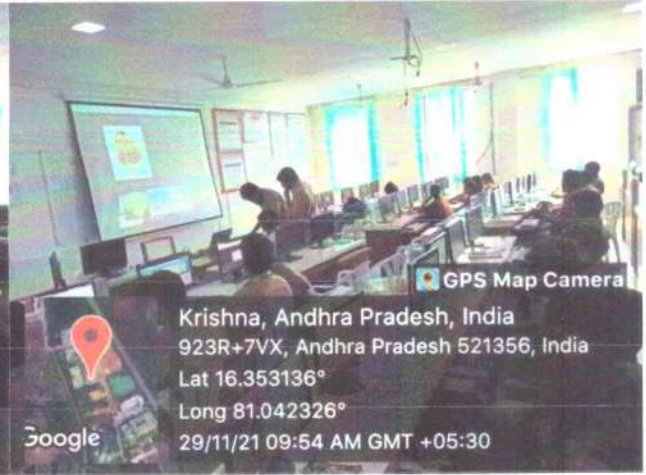 GPS Map Camera
Krishna, Andhra Pradesh, India
923R+7VX, Andhra Pradesh 521356, India
Lat 16.353136°
Long 81.042326°
Google
29/11/21 09:54 AM GMT +05:30